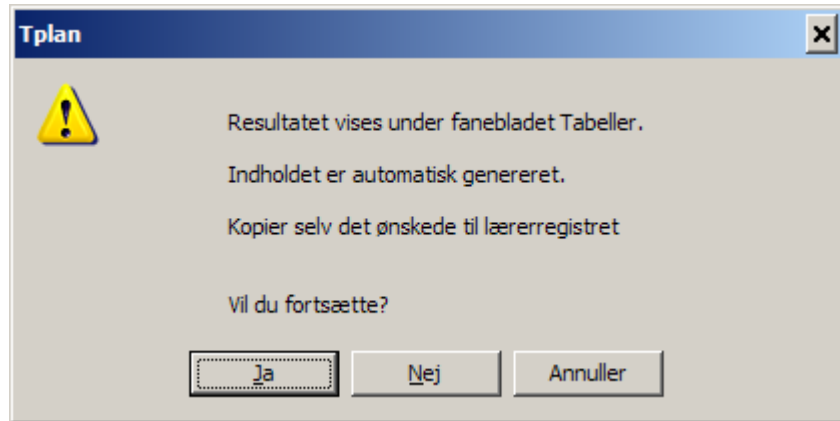 Tplan
Resultatet vises under fanebladet Tabeller.
Indholdet er automatisk genereret.
Kopier selv det ønskede til lærerregistret
Vil du fortsætte?
Ja Nej Annuller